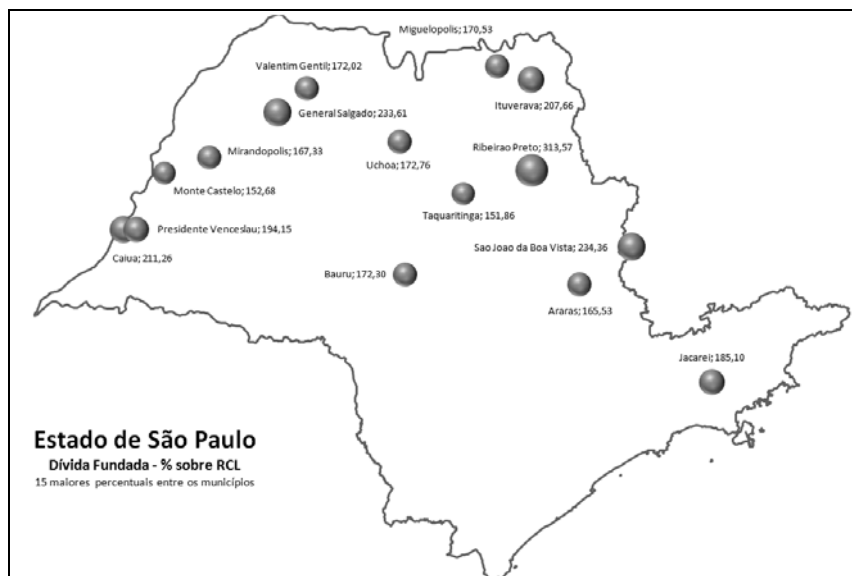 Miguelopolis; 170,53
Valentim Gentil; 172,02
Ituverava; 207,66
General Salgado; 233,61
Ribeirao Preto; 313,57
Mirandopolis; 167,33
Uchoa; 172,76
Monte Castelo; 152,68
Taquaritinga; 151,86
Presidente Venceslau; 194,15
Sao Joao da Boa Vista; 234,36
Caiua; 211,26
Bauru; 172,30
Araras; 165,53
Jacarei; 185,10
Estado de São Paulo
Dívida Fundada - % sobre RCL
15 maiores percentuais entre os municípios